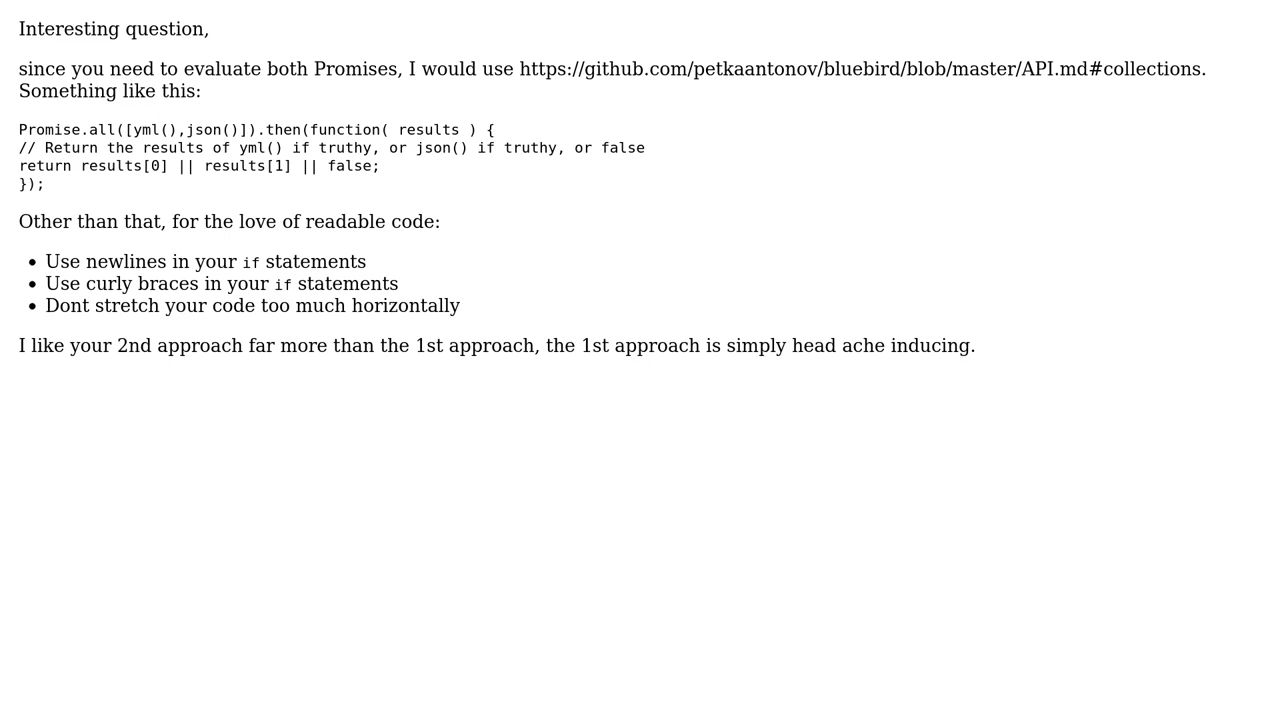 Interesting question,
since you need to evaluate both Promises, I would use https://github.com/petkaantonov/bluebird/blob/master/API.md#collections.
Something like this:
Promise.all([yml(),json()]).then(function( results ) {
// Return the results of yml() if truthy, or json() if truthy, or false
return results[0] || results[1] || false;
});
Other than that, for the love of readable code:
• Use newlines in your if statements
• Use curly braces in your if statements
• Dont stretch your code too much horizontally
I like your 2nd approach far more than the 1st approach, the 1st approach is simply head ache inducing.